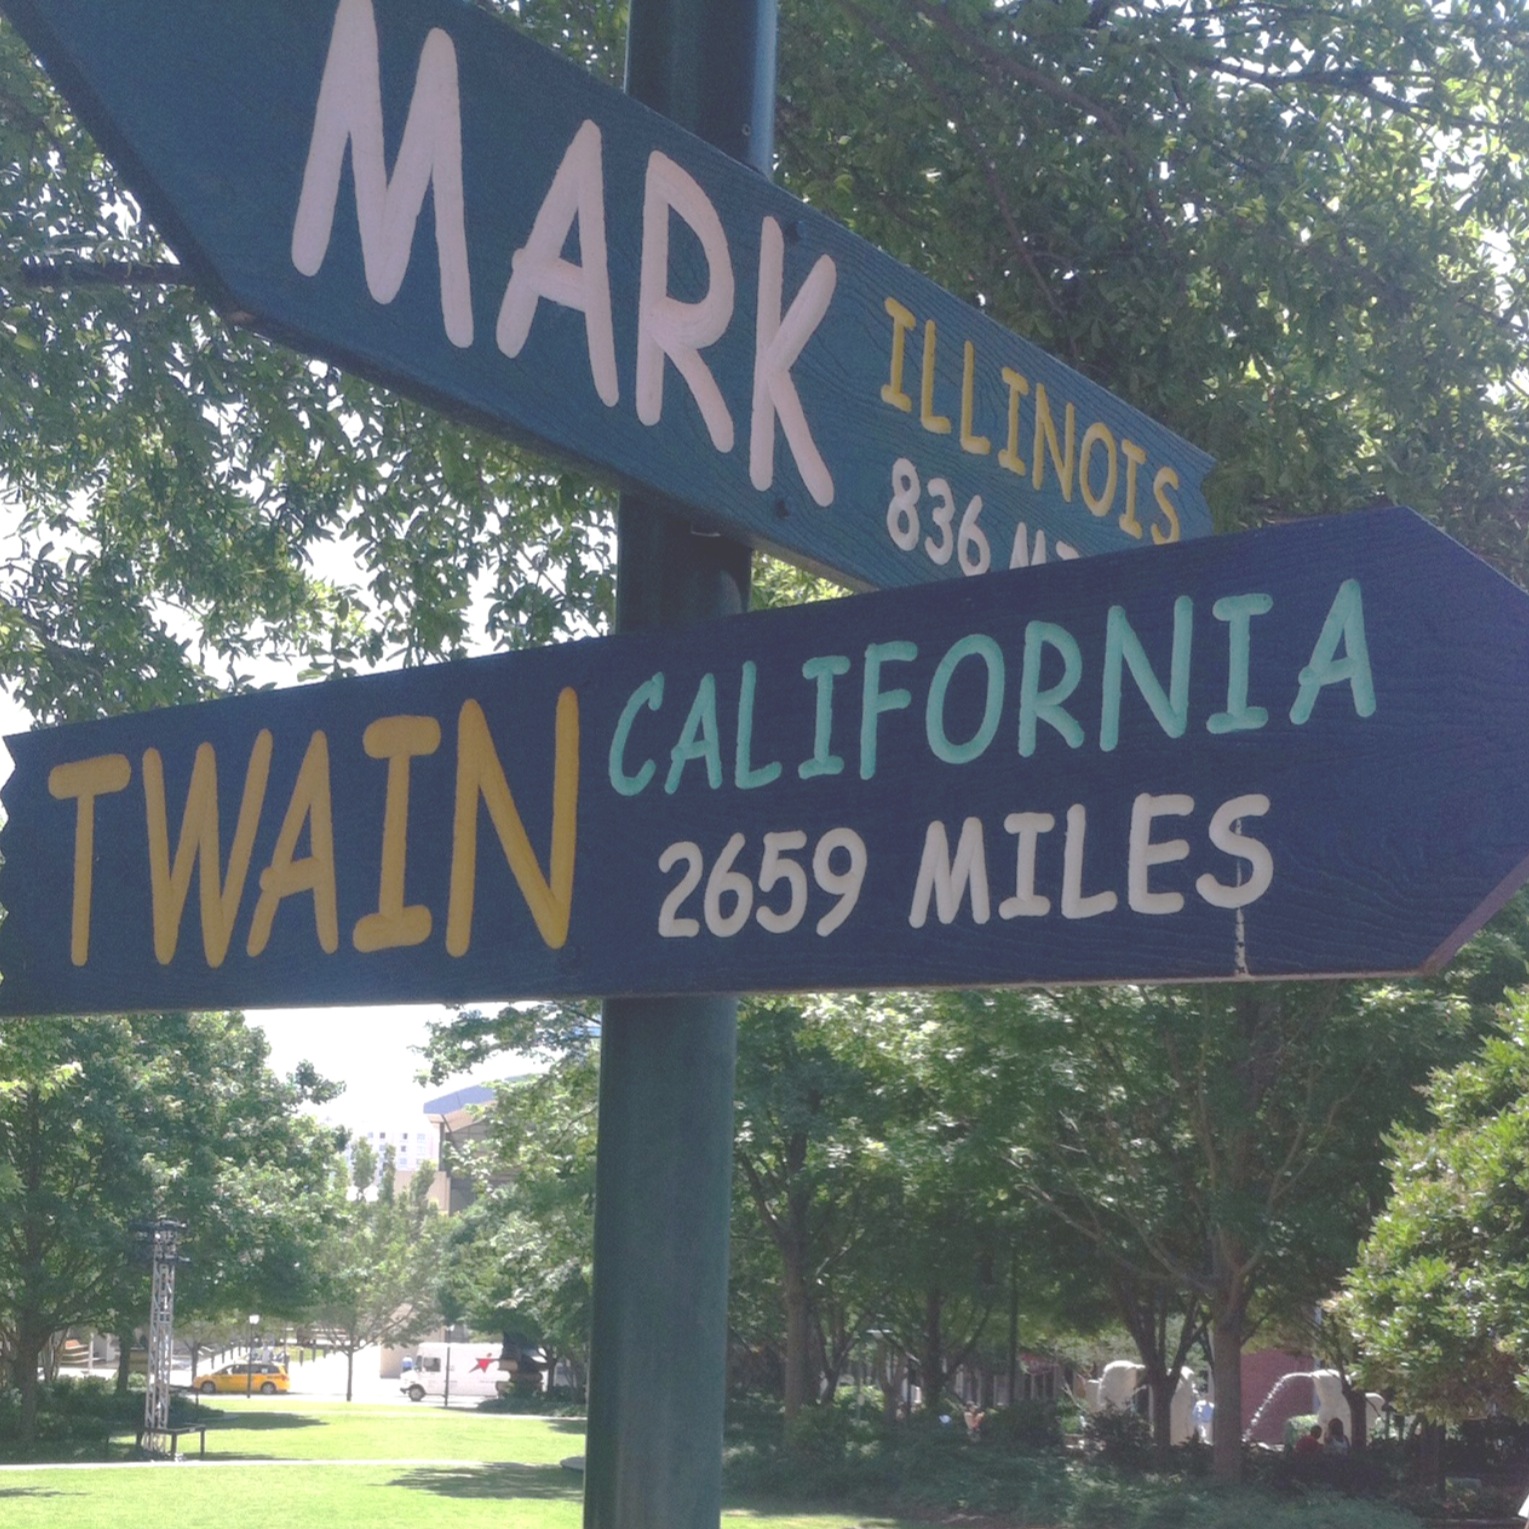 MARK
ILLINOIS
836
TWAIN
CALIFORNIA
2659 MILES